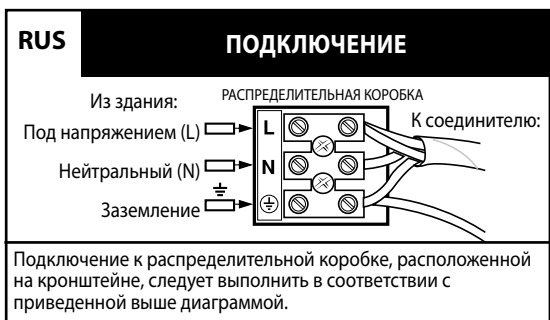 RUS
ПОДКЛЮЧЕНИЕ
Из здания:
РАСПРЕДЕЛИТЕЛЬНАЯ КОРОБКА
К соединителю:
Под напряжением (L)
L
Нейтральный (N)
N
Заземление
Подключение к распределительной коробке, расположенной
на кронштейне, следует выполнить в соответствии с
приведенной выше диаграммой.